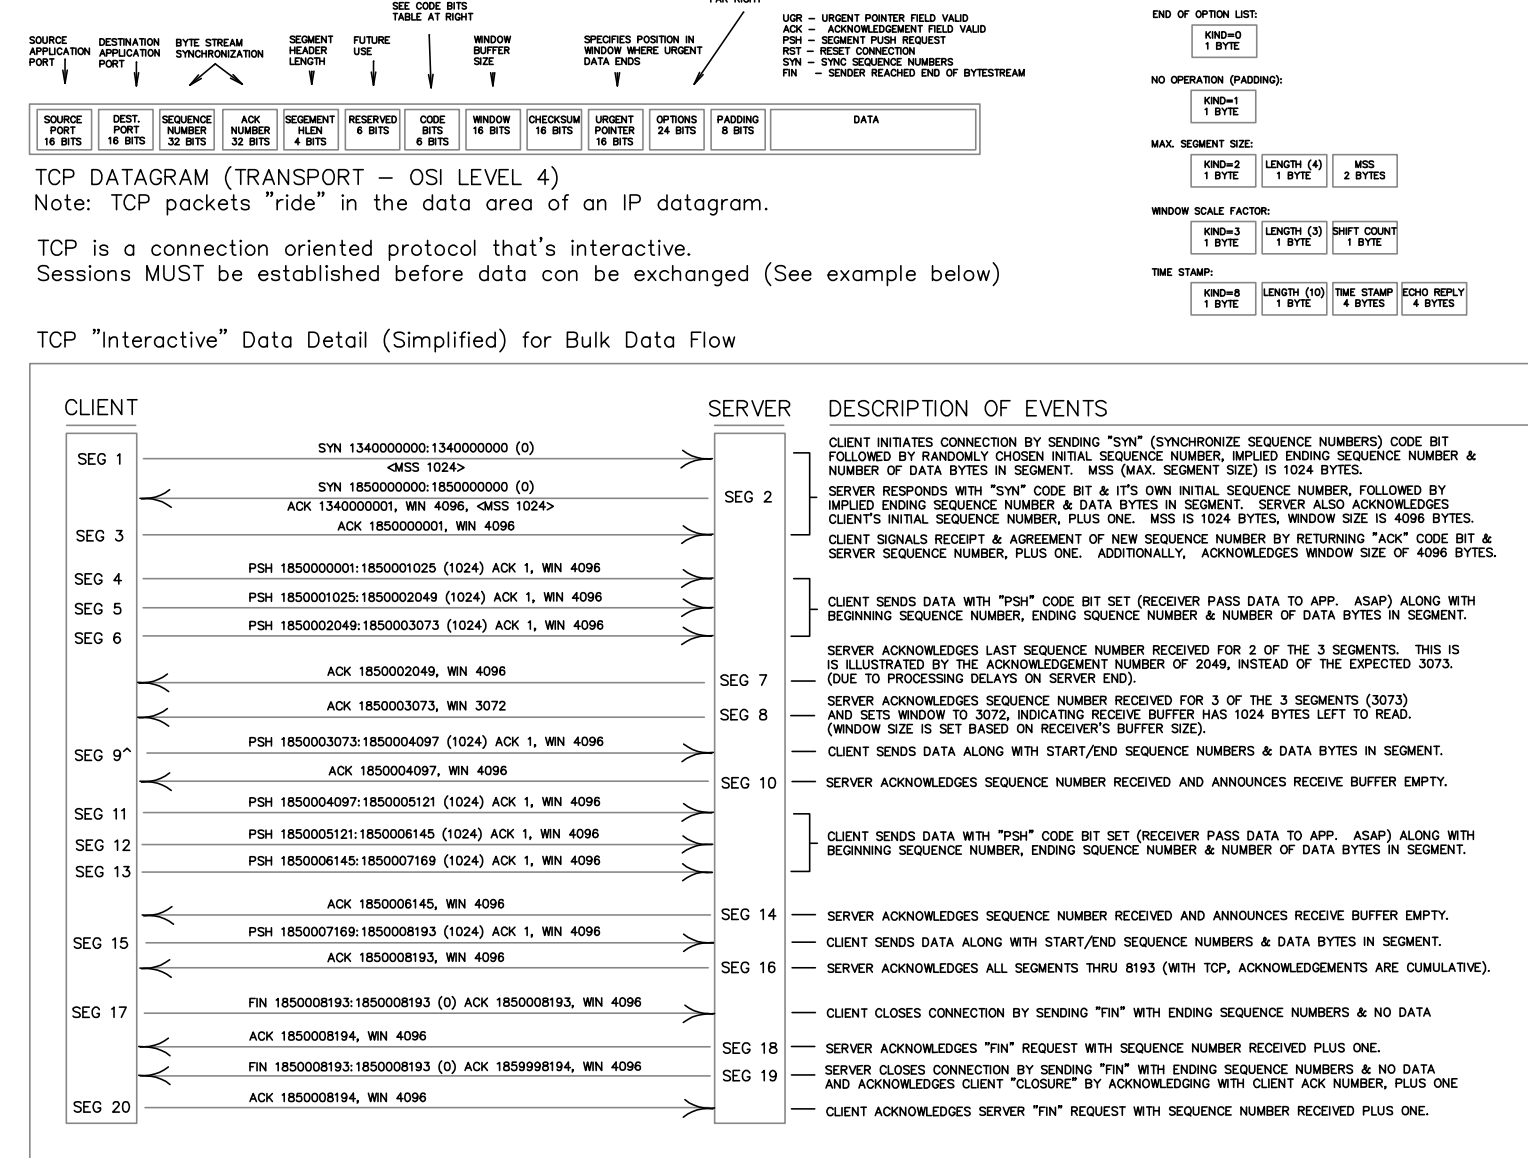 SEE CODE BITS
TABLE AT RIGHT
UGR – URGENT POINTER FIELD VALID
ACK – ACKNOWLEDGEMENT FIELD VALID
PSH – SEGMENT PUSH REQUEST
RST – RESET CONNECTION
SYN – SYNC SEQUENCE NUMBERS
FIN – SENDER REACHED END OF BYTESTREAM
SOURCE
APPLICATION
PORT
DESTINATION
APPLICATION
PORT
BYTE STREAM
SYNCHRONIZATION
SEGMENT
HEADER
LENGTH
FUTURE
USE
WINDOW
BUFFER
SIZE
SPECIFIES POSITION IN
WINDOW WHERE URGENT
DATA ENDS
SOURCE
PORT
16 BITS
DEST.
PORT
16 BITS
SEQUENCE
NUMBER
32 BITS
ACK
NUMBER
32 BITS
SEGEMENT
HLEN
4 BITS
RESERVED
6 BITS
CODE
BITS
6 BITS
WINDOW
16 BITS
CHECKSUM
16 BITS
URGENT
POINTER
16 BITS
OPTIONS
24 BITS
PADDING
8 BITS
DATA
TCP DATAGRAM (TRANSPORT – OSI LEVEL 4)
Note: TCP packets "ride" in the data area of an IP datagram.
TCP is a connection oriented protocol that's interactive.
Sessions MUST be established before data con be exchanged (See example below)
END OF OPTION LIST:
KIND=0
1 BYTE
NO OPERATION (PADDING):
KIND=1
1 BYTE
MAX. SEGMENT SIZE:
KIND=2
1 BYTE
LENGTH (4)
1 BYTE
MSS
2 BYTES
WINDOW SCALE FACTOR:
KIND=3
1 BYTE
LENGTH (3)
1 BYTE
SHIFT COUNT
1 BYTE
TIME STAMP:
KIND=8
1 BYTE
LENGTH (10)
1 BYTE
TIME STAMP
4 BYTES
ECHO REPLY
4 BYTES
TCP "Interactive" Data Detail (Simplified) for Bulk Data Flow
CLIENT
SERVER
DESCRIPTION OF EVENTS
SEG 1
SYN 1340000000:1340000000 (0)
<MSS 1024>
CLIENT INITIATES CONNECTION BY SENDING "SYN" (SYNCHRONIZE SEQUENCE NUMBERS) CODE BIT
FOLLOWED BY RANDOMLY CHOSEN INITIAL SEQUENCE NUMBER, IMPLIED ENDING SEQUENCE NUMBER &
NUMBER OF DATA BYTES IN SEGMENT. MSS (MAX. SEGMENT SIZE) IS 1024 BYTES.
SYN 1850000000:1850000000 (0)
ACK 1340000001, WIN 4096, <MSS 1024>
SEG 2
SERVER RESPONDS WITH "SYN" CODE BIT & IT'S OWN INITIAL SEQUENCE NUMBER, FOLLOWED BY
IMPLIED ENDING SEQUENCE NUMBER & DATA BYTES IN SEGMENT. SERVER ALSO ACKNOWLEDGES
CLIENT'S INITIAL SEQUENCE NUMBER, PLUS ONE. MSS IS 1024 BYTES, WINDOW SIZE IS 4096 BYTES.
SEG 3
ACK 1850000001, WIN 4096
CLIENT SIGNALS RECEIPT & AGREEMENT OF NEW SEQUENCE NUMBER BY RETURNING "ACK" CODE BIT &
SERVER SEQUENCE NUMBER, PLUS ONE. ADDITIONALLY, ACKNOWLEDGES WINDOW SIZE OF 4096 BYTES.
SEG 4
PSH 1850000001:1850001025 (1024) ACK 1, WIN 4096
SEG 5
PSH 1850001025:1850002049 (1024) ACK 1, WIN 4096
SEG 6
PSH 1850002049:1850003073 (1024) ACK 1, WIN 4096
CLIENT SENDS DATA WITH "PSH" CODE BIT SET (RECEIVER PASS DATA TO APP. ASAP) ALONG WITH
BEGINNING SEQUENCE NUMBER, ENDING SQUENCE NUMBER & NUMBER OF DATA BYTES IN SEGMENT.
ACK 1850002049, WIN 4096
SEG 7
SERVER ACKNOWLEDGES LAST SEQUENCE NUMBER RECEIVED FOR 2 OF THE 3 SEGMENTS. THIS IS
IS ILLUSTRATED BY THE ACKNOWLEDGEMENT NUMBER OF 2049, INSTEAD OF THE EXPECTED 3073.
(DUE TO PROCESSING DELAYS ON SERVER END).
ACK 1850003073, WIN 3072
SEG 8
SERVER ACKNOWLEDGES SEQUENCE NUMBER RECEIVED FOR 3 OF THE 3 SEGMENTS (3073)
AND SETS WINDOW TO 3072, INDICATING RECEIVE BUFFER HAS 1024 BYTES LEFT TO READ.
(WINDOW SIZE IS SET BASED ON RECEIVER'S BUFFER SIZE).
SEG 9^
PSH 1850003073:1850004097 (1024) ACK 1, WIN 4096
CLIENT SENDS DATA ALONG WITH START/END SEQUENCE NUMBERS & DATA BYTES IN SEGMENT.
ACK 1850004097, WIN 4096
SEG 10
SERVER ACKNOWLEDGES SEQUENCE NUMBER RECEIVED AND ANNOUNCES RECEIVE BUFFER EMPTY.
SEG 11
PSH 1850004097:1850005121 (1024) ACK 1, WIN 4096
SEG 12
PSH 1850005121:1850006145 (1024) ACK 1, WIN 4096
SEG 13
PSH 1850006145:1850007169 (1024) ACK 1, WIN 4096
CLIENT SENDS DATA WITH "PSH" CODE BIT SET (RECEIVER PASS DATA TO APP. ASAP) ALONG WITH
BEGINNING SEQUENCE NUMBER, ENDING SQUENCE NUMBER & NUMBER OF DATA BYTES IN SEGMENT.
ACK 1850006145, WIN 4096
SEG 14
SERVER ACKNOWLEDGES SEQUENCE NUMBER RECEIVED AND ANNOUNCES RECEIVE BUFFER EMPTY.
SEG 15
PSH 1850007169:1850008193 (1024) ACK 1, WIN 4096
CLIENT SENDS DATA ALONG WITH START/END SEQUENCE NUMBERS & DATA BYTES IN SEGMENT.
ACK 1850008193, WIN 4096
SEG 16
SERVER ACKNOWLEDGES ALL SEGMENTS THRU 8193 (WITH TCP, ACKNOWLEDGEMENTS ARE CUMULATIVE).
SEG 17
FIN 1850008193:1850008193 (0) ACK 1850008193, WIN 4096
CLIENT CLOSES CONNECTION BY SENDING "FIN" WITH ENDING SEQUENCE NUMBERS & NO DATA
ACK 1850008194, WIN 4096
SEG 18
SERVER ACKNOWLEDGES "FIN" REQUEST WITH SEQUENCE NUMBER RECEIVED PLUS ONE.
FIN 1850008193:1850008193 (0) ACK 1859998194, WIN 4096
SEG 19
SERVER CLOSES CONNECTION BY SENDING "FIN" WITH ENDING SEQUENCE NUMBERS & NO DATA
AND ACKNOWLEDGES CLIENT "CLOSURE" BY ACKNOWLEDGING WITH CLIENT ACK NUMBER, PLUS ONE
SEG 20
ACK 1850008194, WIN 4096
CLIENT ACKNOWLEDGES SERVER "FIN" REQUEST WITH SEQUENCE NUMBER RECEIVED PLUS ONE.